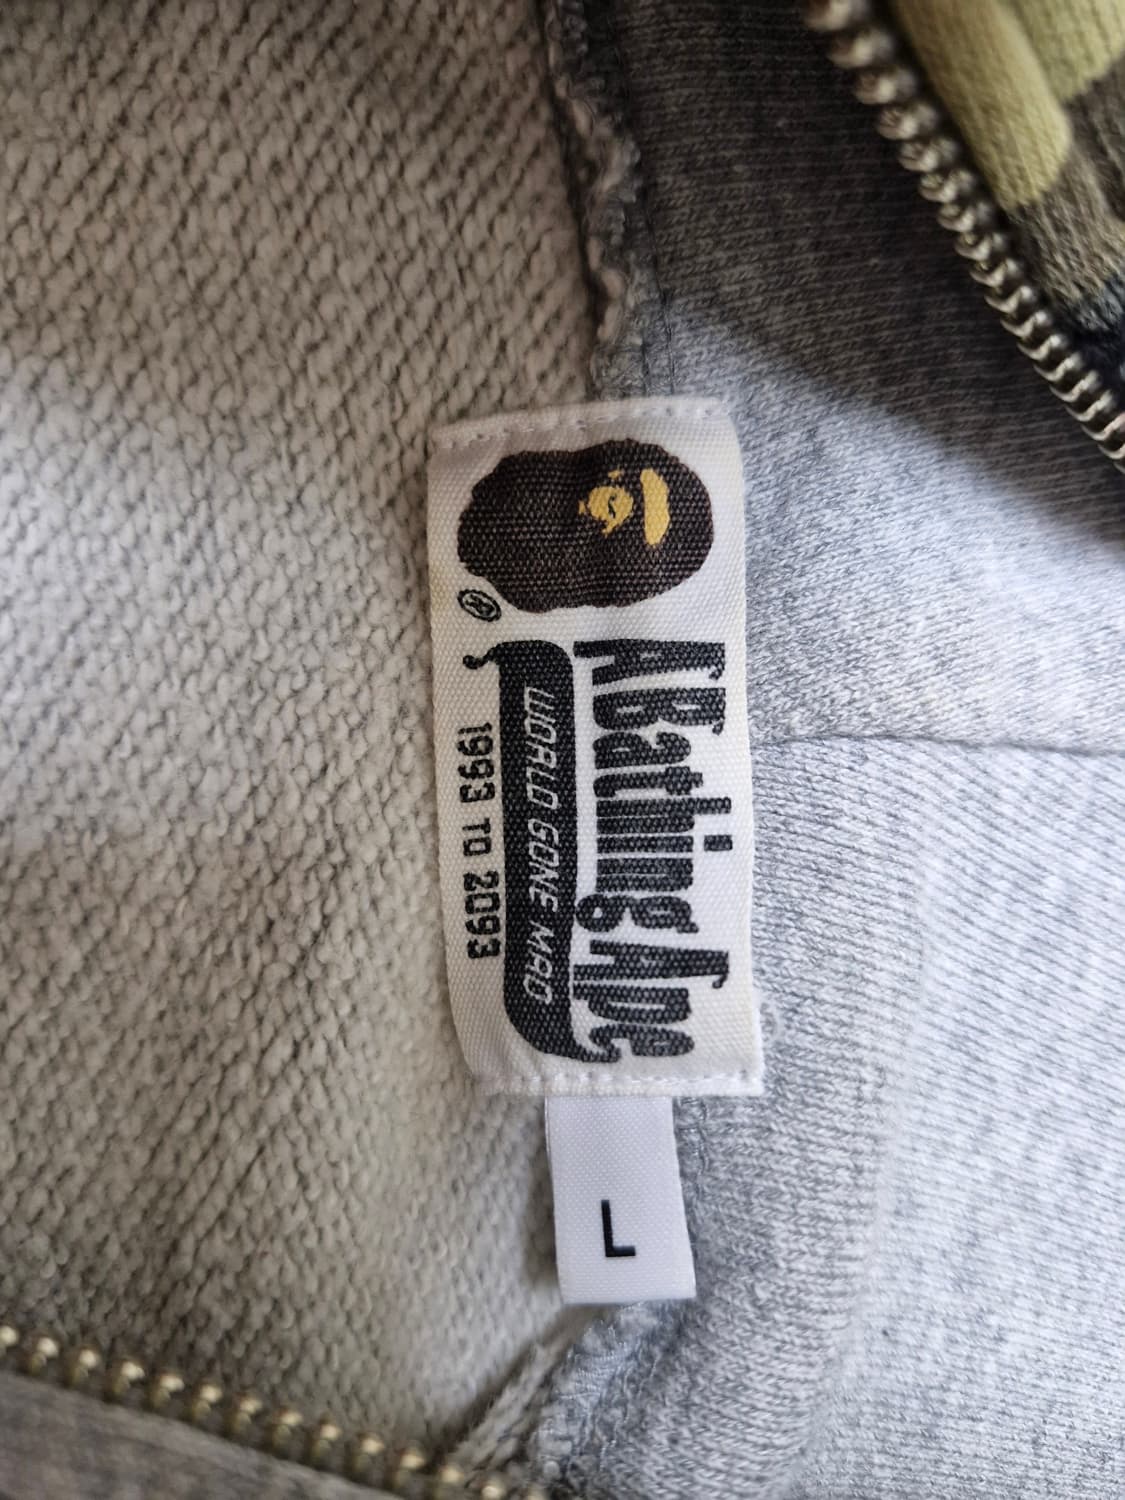 ®
A Bathing Ape
WORLD GONE MAD
1993 TO 2093
L